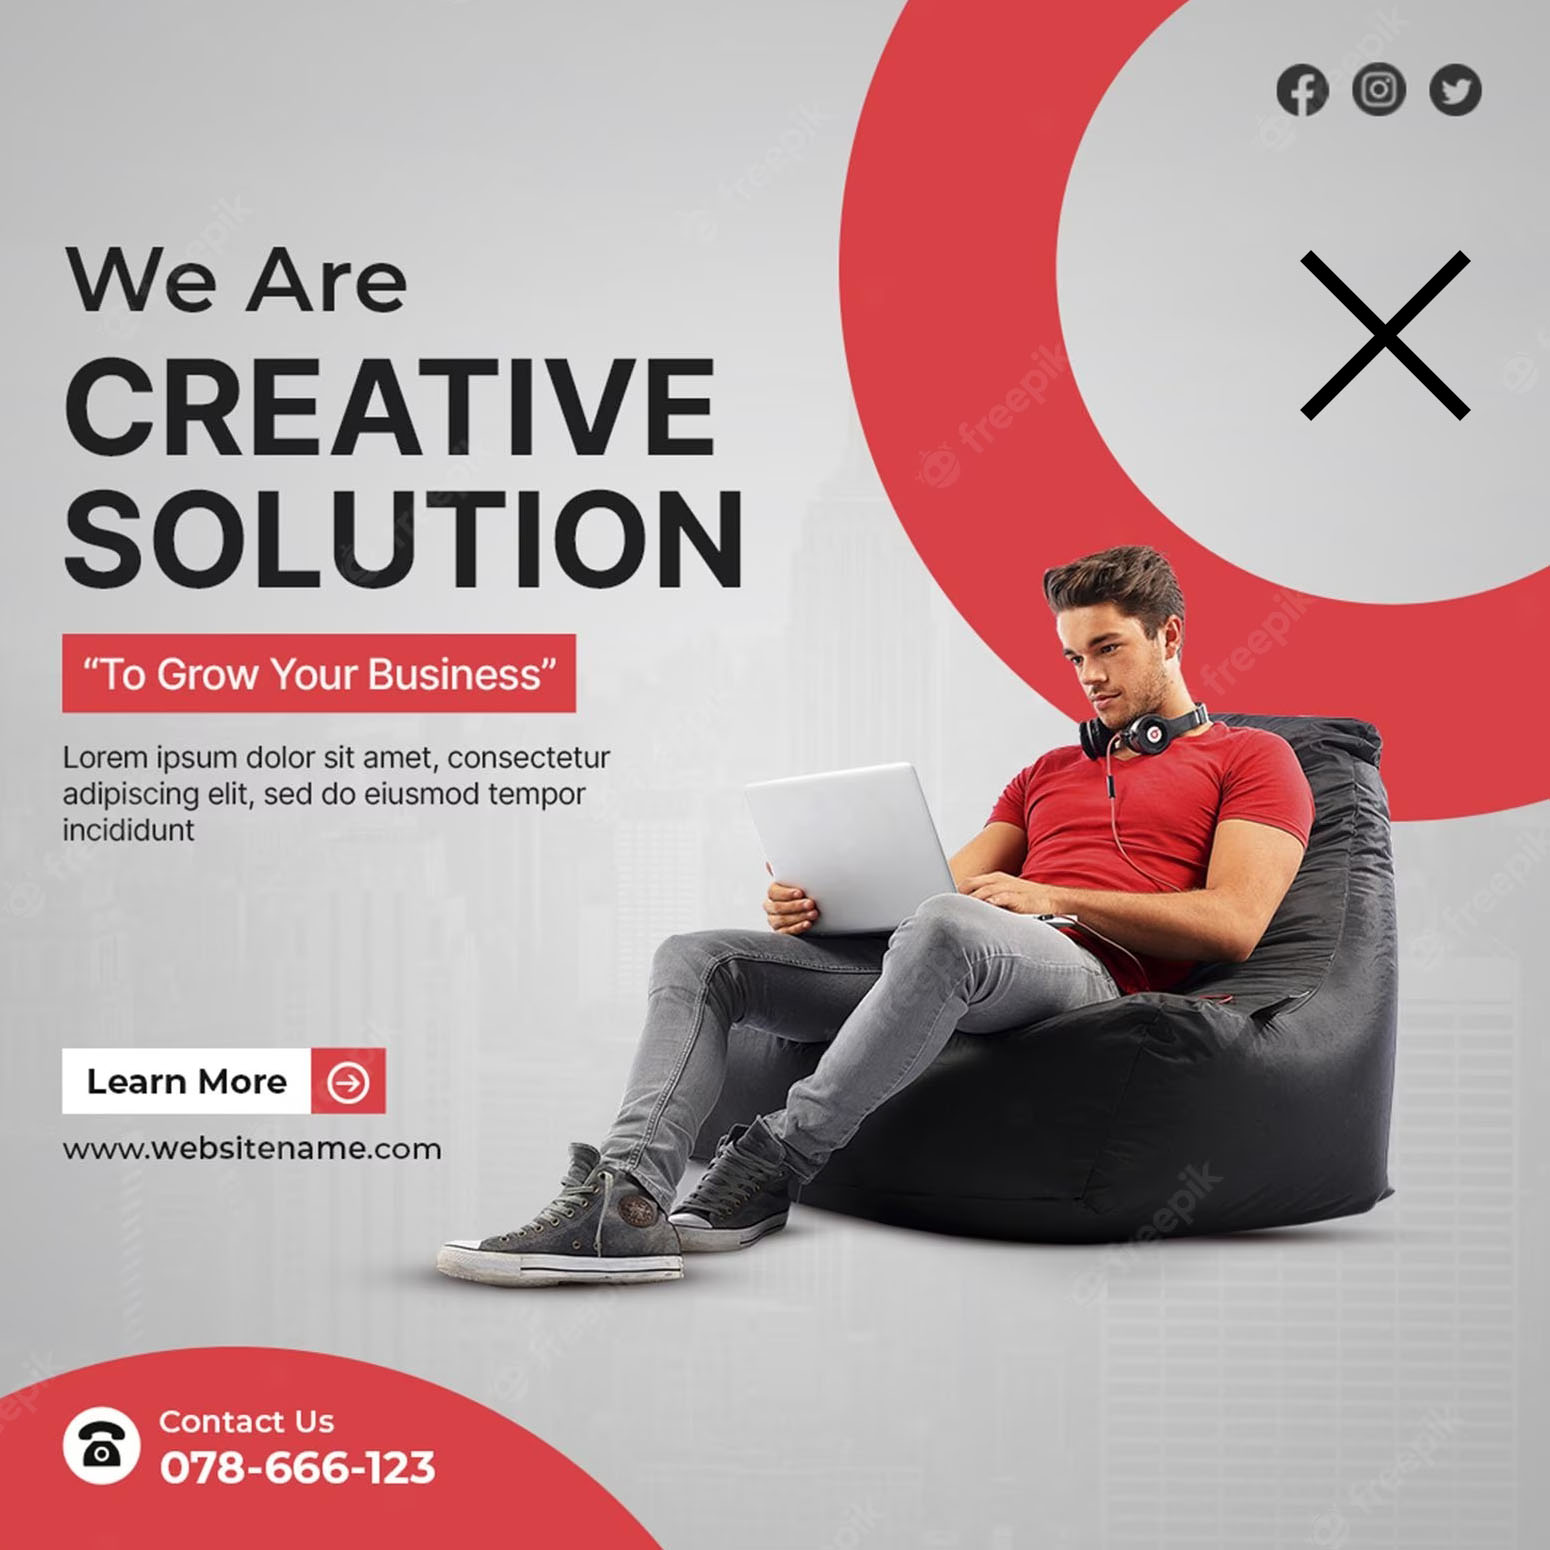 We Are
CREATIVE
SOLUTION
“To Grow Your Business”
Lorem ipsum dolor sit amet, consectetur
adipiscing elit, sed do eiusmod tempor
incididunt
Learn More
www.websitename.com
Contact Us
078-666-123
freepik